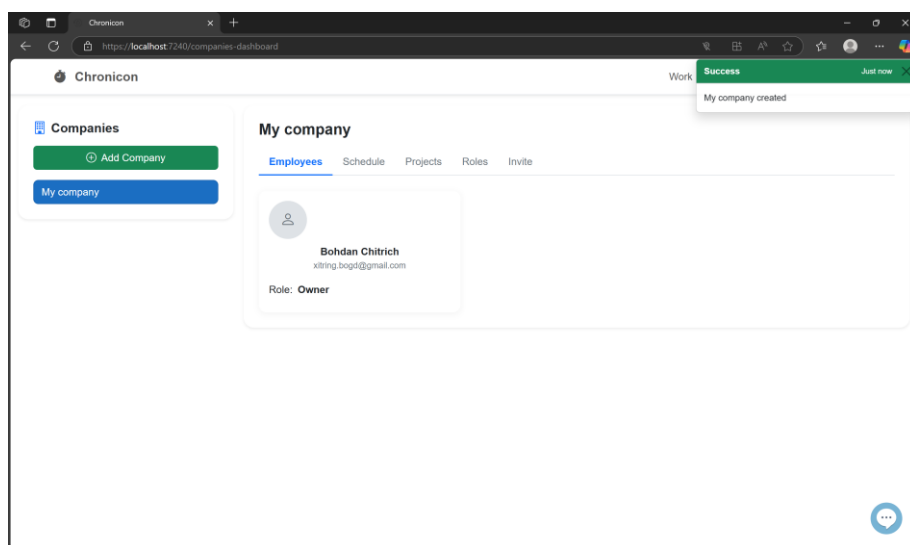 Chronicon
https://localhost:7240/companies-dashboard
Chronicon
Work
Success
Just now
My company created
Companies
Add Company
My company
My company
Employees
Schedule
Projects
Roles
Invite
Bohdan Chitrich
xitring.bogd@gmail.com
Role: Owner